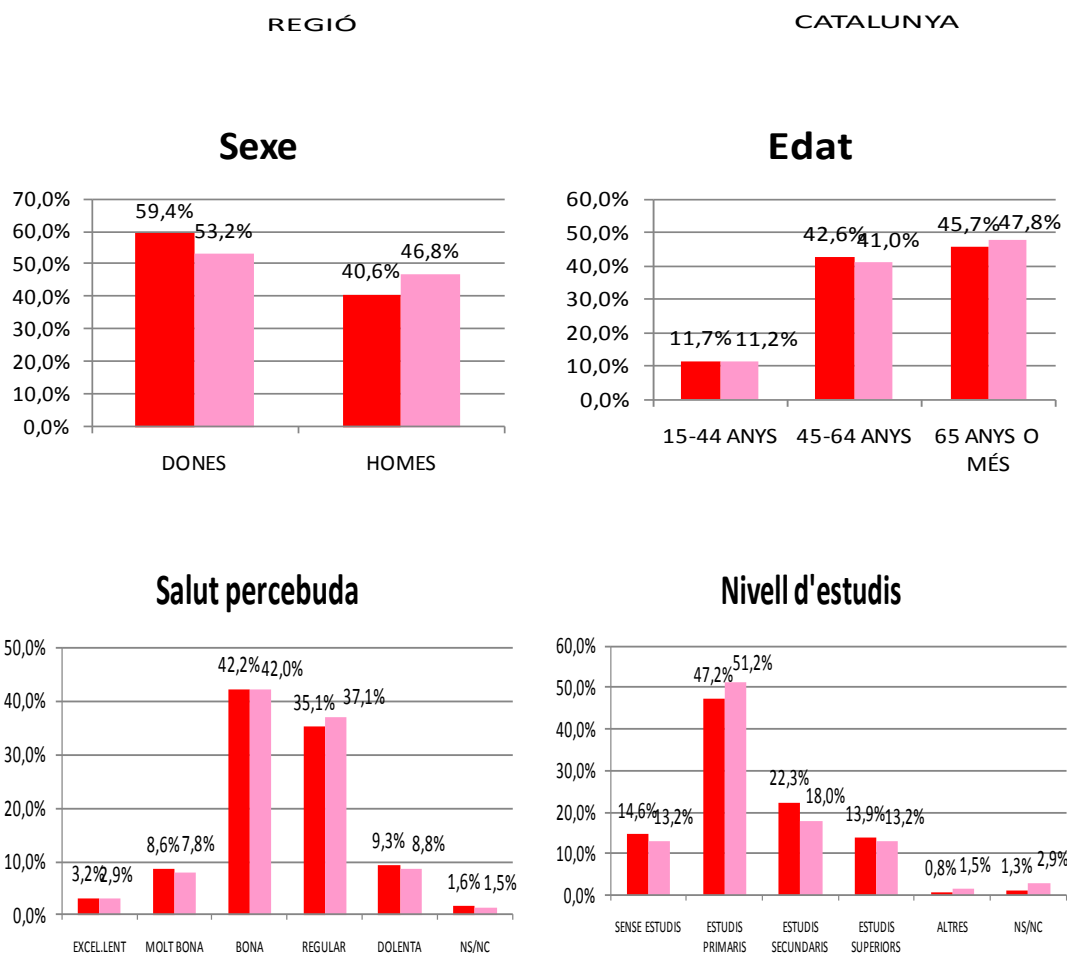 REGIÓ
CATALUNYA
Sexe
70,0%
60,0%
50,0%
40,0%
30,0%
20,0%
10,0%
0,0%
59,4%
53,2%
40,6%
46,8%
DONES
HOMES
Edat
60,0%
50,0%
40,0%
30,0%
20,0%
10,0%
0,0%
11,7%
11,2%
42,6%
41,0%
45,7%
47,8%
15-44 ANYS
45-64 ANYS
65 ANYS O
MÉS
Salut percebuda
50,0%
40,0%
30,0%
20,0%
10,0%
0,0%
3,2%
2,9%
8,6%
7,8%
42,2%
42,0%
35,1%
37,1%
9,3%
8,8%
1,6%
1,5%
EXCEL.LENT
MOLT BONA
BONA
REGULAR
DOLENTA
NS/NC
Nivell d'estudis
60,0%
50,0%
40,0%
30,0%
20,0%
10,0%
0,0%
14,6%
13,2%
47,2%
51,2%
22,3%
18,0%
13,9%
13,2%
0,8%
1,5%
1,3%
2,9%
SENSE ESTUDIS
ESTUDIS
PRIMARIS
ESTUDIS
SECUNDARIS
ESTUDIS
SUPERIORS
ALTRES
NS/NC